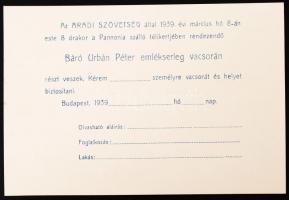 Az ARADI SZÖVETSÉG által 1939. évi március hó 8-án
este 8 órakor a Pannonia szálló télikertjében rendezendő
Báró Urbán Péter emlékserleg vacsorán
részt veszek. Kérem személyre vacsorát és helyet
biztosítani.
Budapest, 1939 hó nap.
Olvasható aláírás:
Foglalkozás:
Lakás: